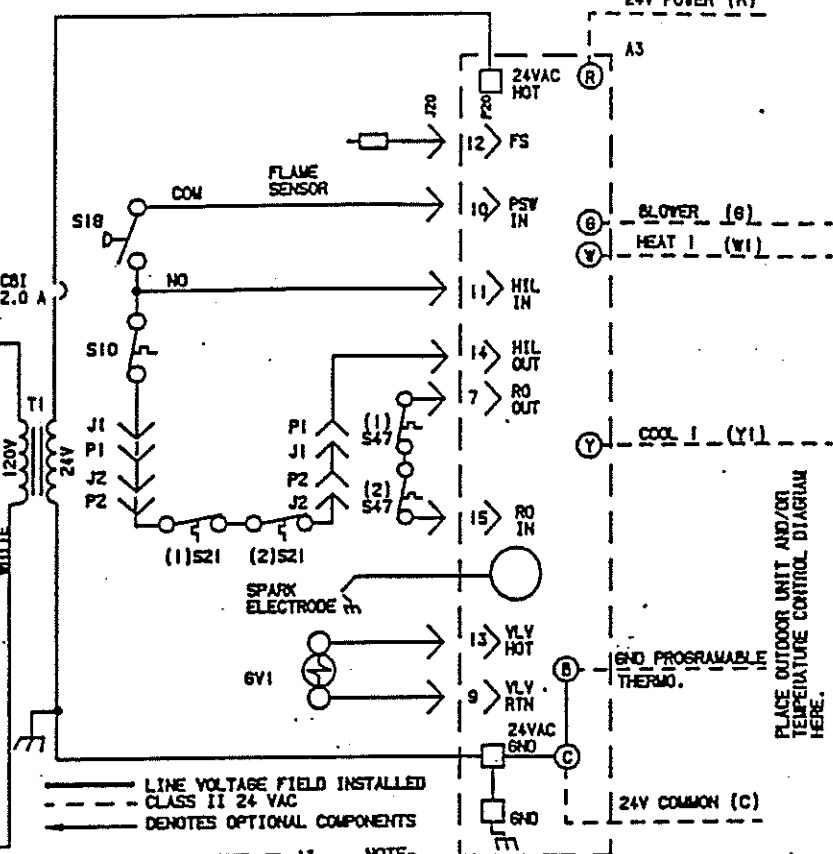 24V POWER (R)
A3
24VAC
HOT
R
J20
P20
12
FS
FLAME
SENSOR
COM
S18
10
PSW
IN
G
BLOWER (G)
W
HEAT 1 (W1)
CB1
2.0 A
NO
11
HIL
IN
S10
14
HIL
OUT
7
RO
OUT
T1
120V
24V
J1
P1
J2
P2
P1
J1
P2
J2
(1)
S47
(2)
S47
Y
COOL 1 (Y1)
15
RO
IN
(1)S21
(2)S21
SPARK
ELECTRODE
WHITE
PLACE OUTDOOR UNIT AND/OR
TEMPERATURE CONTROL DIAGRAM
HERE.
13
VLV
HOT
GV1
9
VLV
RTN
B
GND PROGRAMABLE
THERMO.
24VAC
GND
C
LINE VOLTAGE FIELD INSTALLED
CLASS II 24 VAC
DENOTES OPTIONAL COMPONENTS
GND
24V COMMON (C)
NOTE-